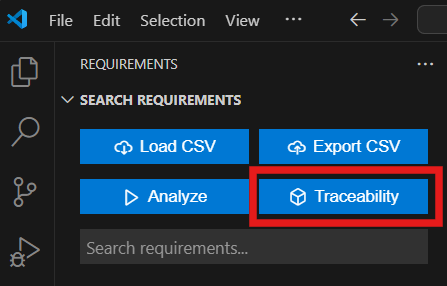 File Edit Selection View ...
REQUIREMENTS ...
SEARCH REQUIREMENTS
Load CSV Export CSV
Analyze Traceability
Search requirements...